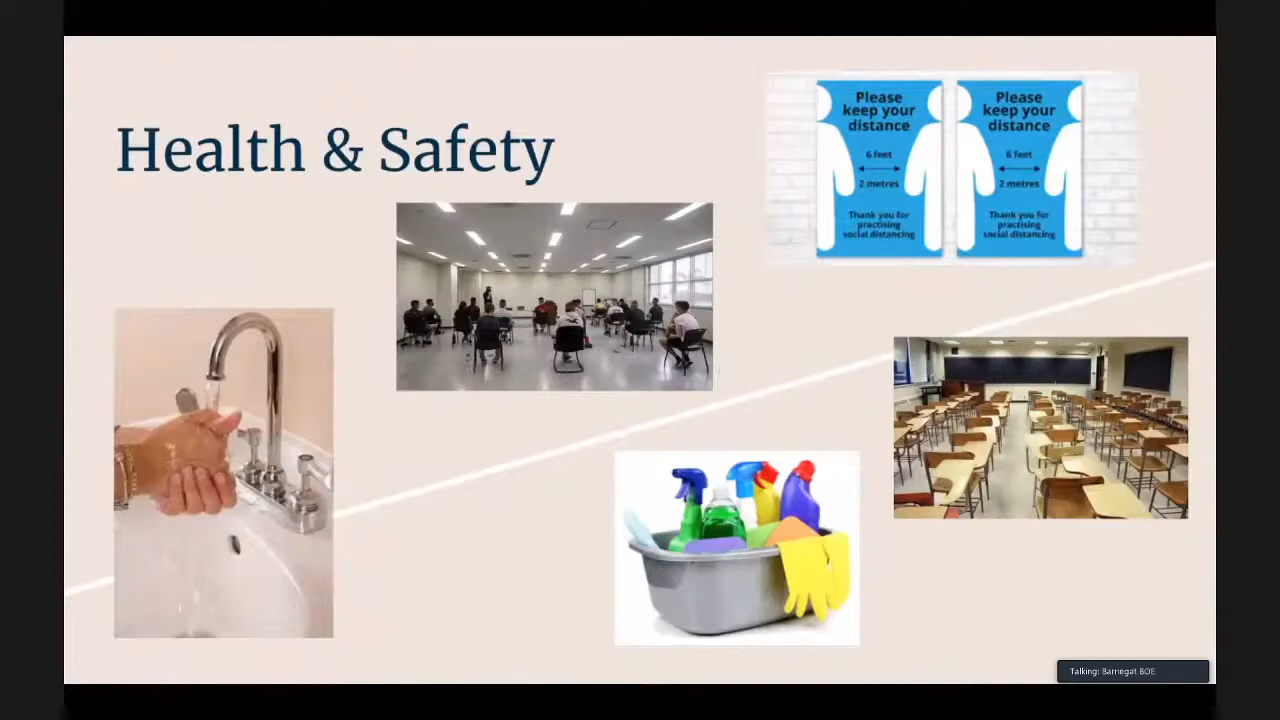 Health & Safety
Please
keep your
distance
6 feet
2 metres
Thank you for
practising
social distancing
Please
keep your
distance
6 feet
2 metres
Thank you for
practising
social distancing
Talking: Barnegat BOE